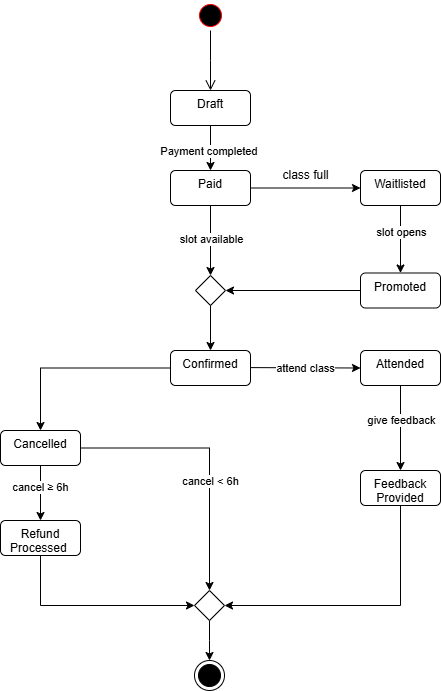 Draft
Payment completed
Paid
class full
Waitlisted
slot available
slot opens
Promoted
Confirmed
attend class
Attended
give feedback
Cancelled
cancel ≥ 6h
cancel < 6h
Feedback
Provided
Refund
Processed